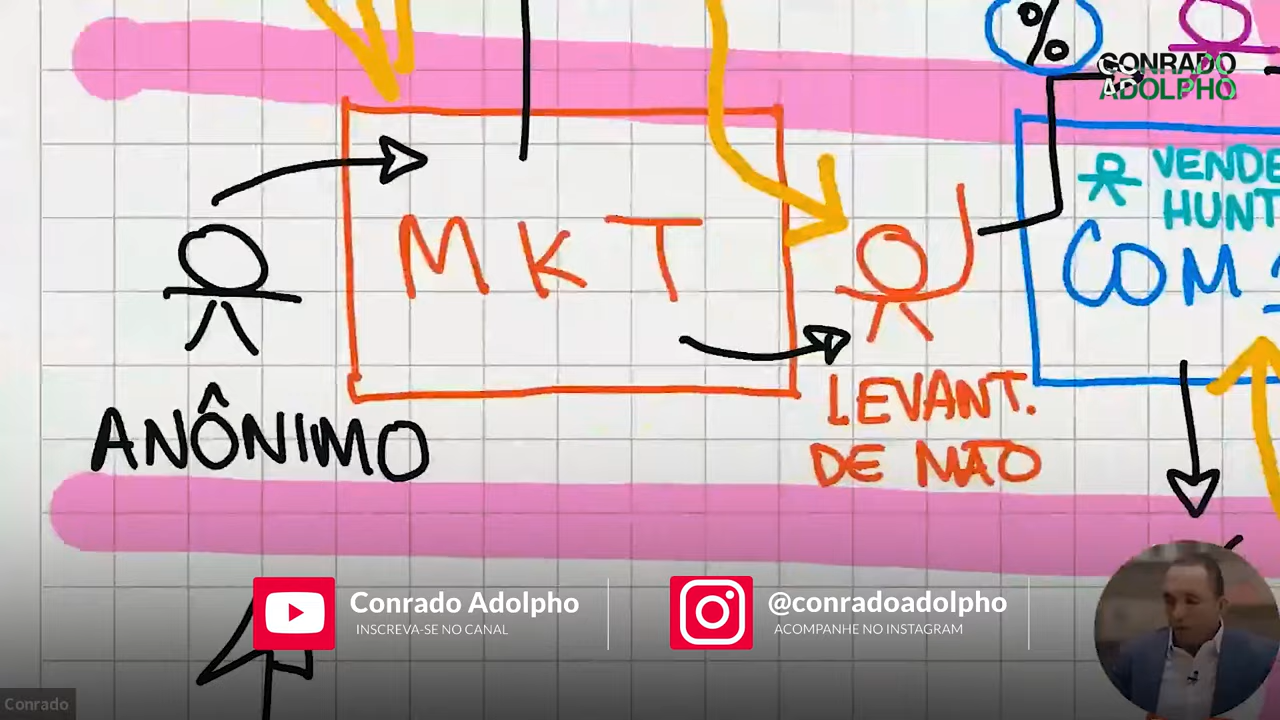 %
CONRADO
ADOLPHO
VENDE
HUNT
MKT
COM
ANÔNIMO
LEVANT.
DE MÃO
Conrado Adolpho
INSCREVA-SE NO CANAL
@conradoadolpho
ACOMPANHE NO INSTAGRAM
Conrado